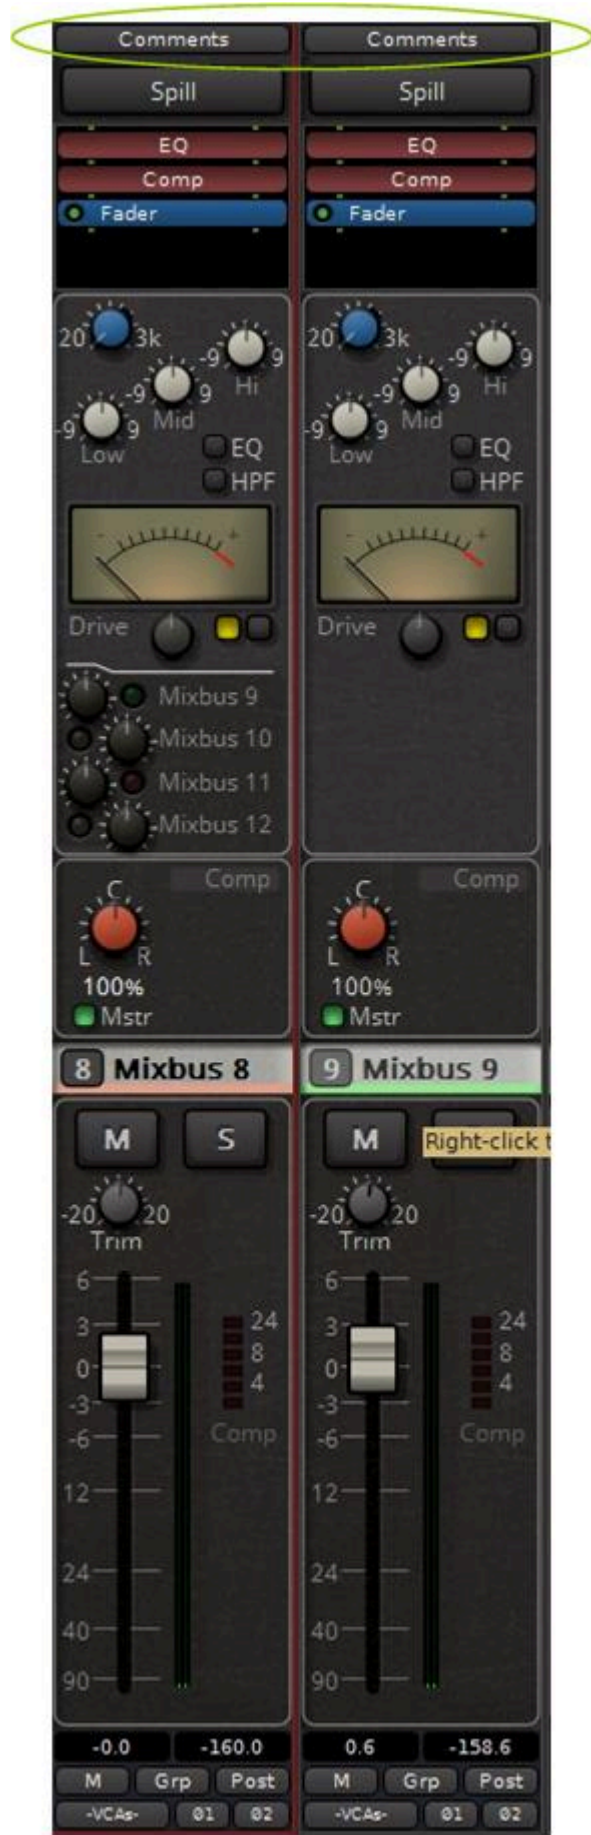 Comments Comments
Spill Spill
EQ EQ
Comp Comp
Fader Fader
20 3k -9 9 20 3k -9 9
-9 9 Hi -9 9 Hi
-9 9 Mid -9 9 Mid
Low EQ Low EQ
HPF HPF
- + - +
Drive Drive
Mixbus 9
Mixbus 10
Mixbus 11
Mixbus 12
Comp Comp
C C
L R L R
100% 100%
Mstr Mstr
8 Mixbus 8 9 Mixbus 9
M S M Right-click t
-20 20 -20 20
Trim Trim
6 6
3 24 3 24
8 8
0 4 0 4
-3 -3
-6 Comp -6 Comp
12 12
24 24
40 40
90 90
-0.0 -160.0 0.6 -158.6
M Grp Post M Grp Post
-VCAs- 01 02 -VCAs- 01 02